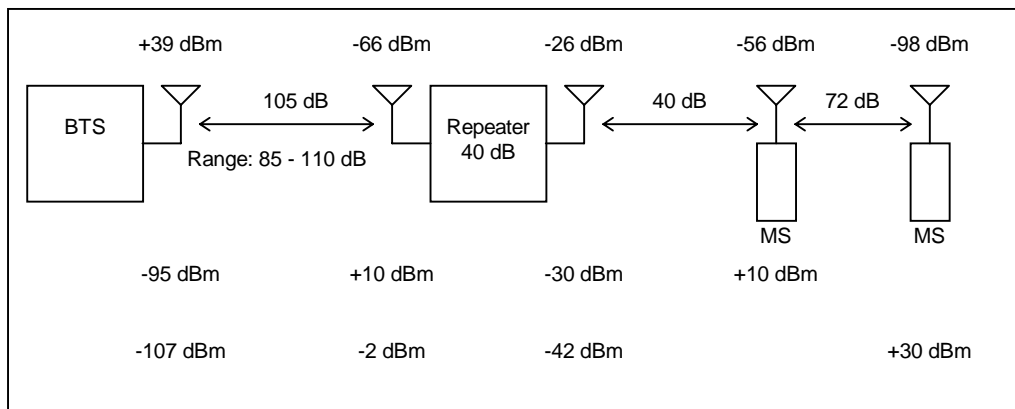 +39 dBm -66 dBm -26 dBm -56 dBm -98 dBm
105 dB 40 dB 72 dB
BTS
Repeater
40 dB
Range: 85 - 110 dB
MS MS
-95 dBm +10 dBm -30 dBm +10 dBm
-107 dBm -2 dBm -42 dBm +30 dBm